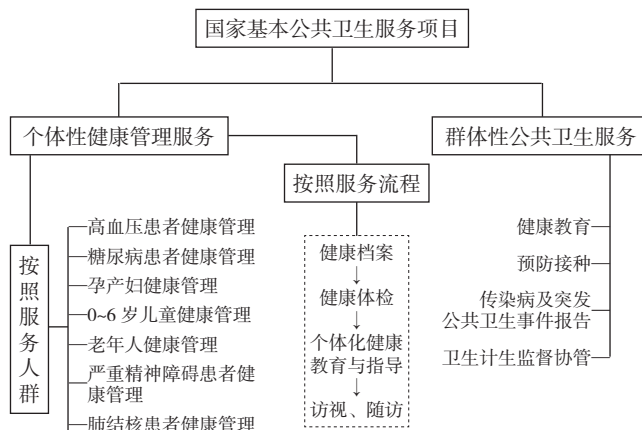 国家基本公共卫生服务项目
个体性健康管理服务
群体性公共卫生服务
按照服务流程
按照服务人群
高血压患者健康管理
糖尿病患者健康管理
孕产妇健康管理
0~6 岁儿童健康管理
老年人健康管理
严重精神障碍患者健
康管理
肺结核患者健康管理
健康档案
↓
健康体检
↓
个体化健康
教育与指导
↓
访视、随访
健康教育
预防接种
传染病及突发
公共卫生事件报告
卫生计生监督协管